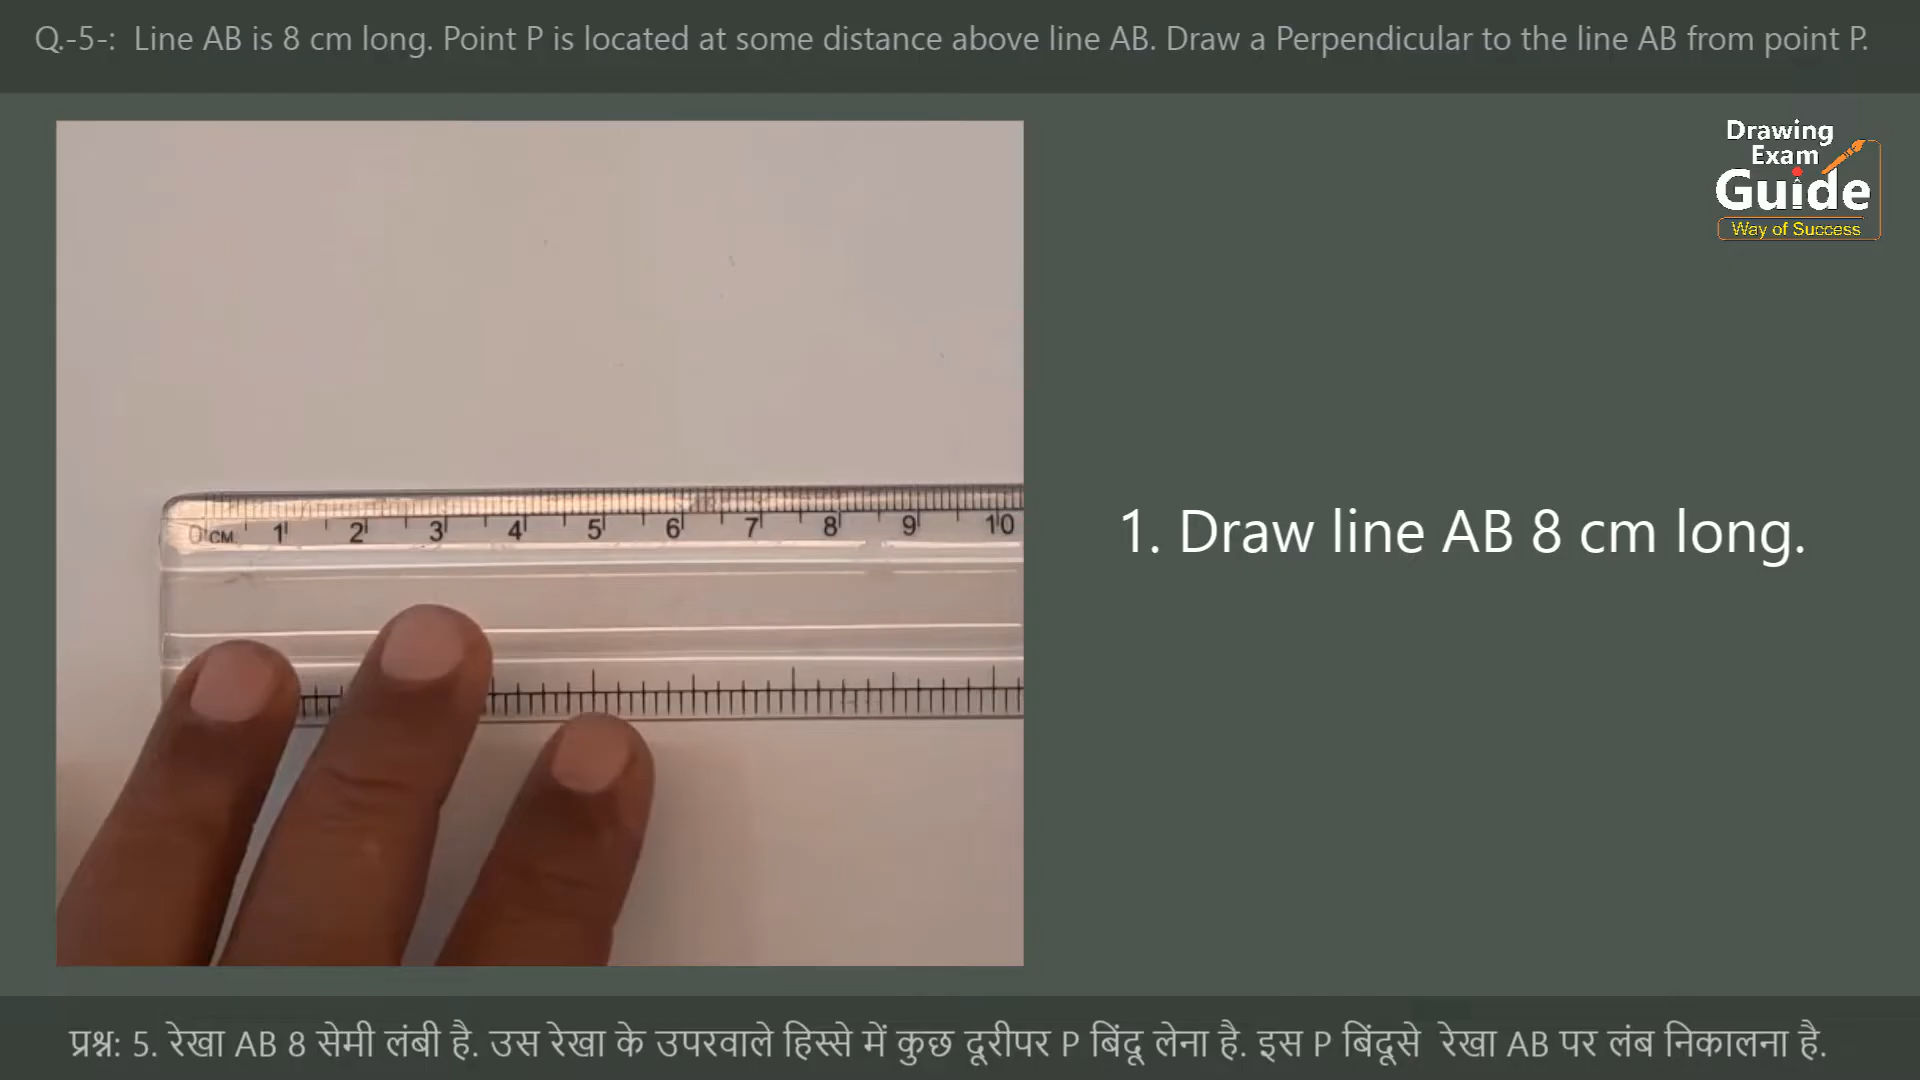 Q.-5-: Line AB is 8 cm long. Point P is located at some distance above line AB. Draw a Perpendicular to the line AB from point P.
Drawing
Exam
Guide
Way of Success
0 CM 1 2 3 4 5 6 7 8 9 10
1. Draw line AB 8 cm long.
प्रश्न: 5. रेखा AB 8 सेमी लंबी है. उस रेखा के उपरवाले हिस्से में कुछ दूरीपर P बिंदू लेना है. इस P बिंदूसे रेखा AB पर लंब निकालना है.